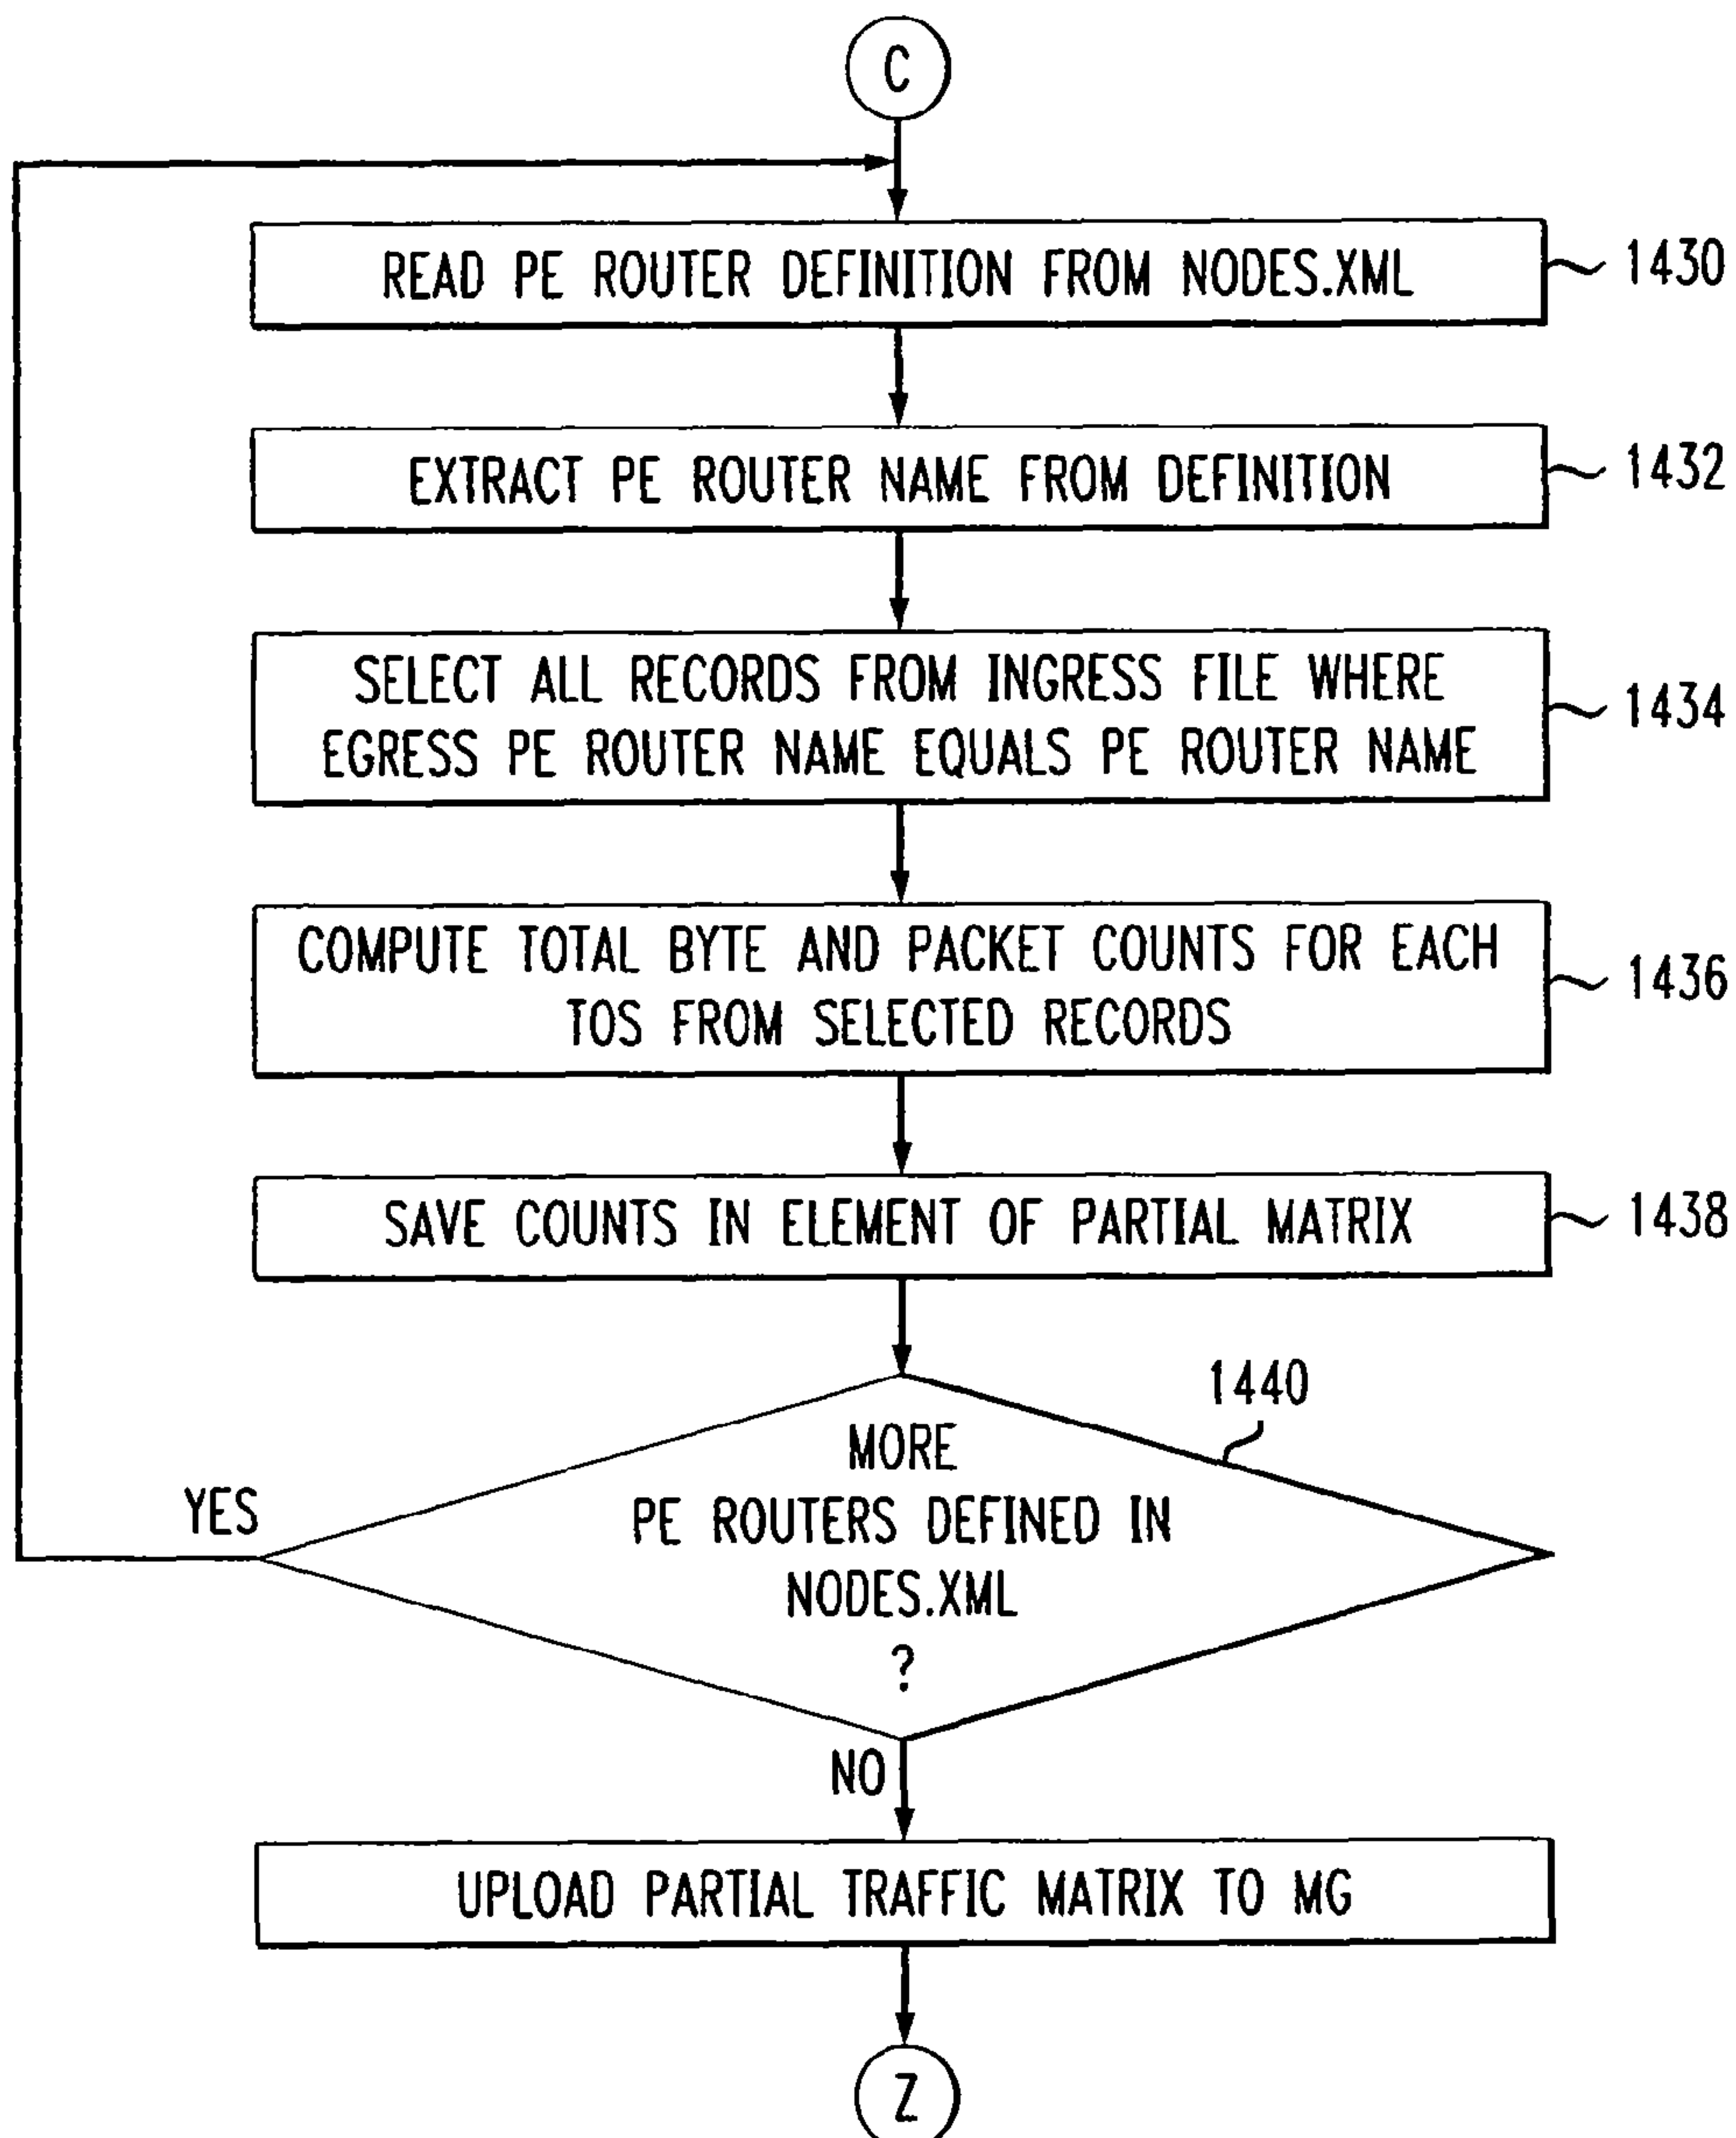 C
READ PE ROUTER DEFINITION FROM NODES.XML
1430
EXTRACT PE ROUTER NAME FROM DEFINITION
1432
SELECT ALL RECORDS FROM INGRESS FILE WHERE
EGRESS PE ROUTER NAME EQUALS PE ROUTER NAME
1434
COMPUTE TOTAL BYTE AND PACKET COUNTS FOR EACH
TOS FROM SELECTED RECORDS
1436
SAVE COUNTS IN ELEMENT OF PARTIAL MATRIX
1438
1440
MORE
PE ROUTERS DEFINED IN
NODES.XML
?
YES
NO
UPLOAD PARTIAL TRAFFIC MATRIX TO MG
Z